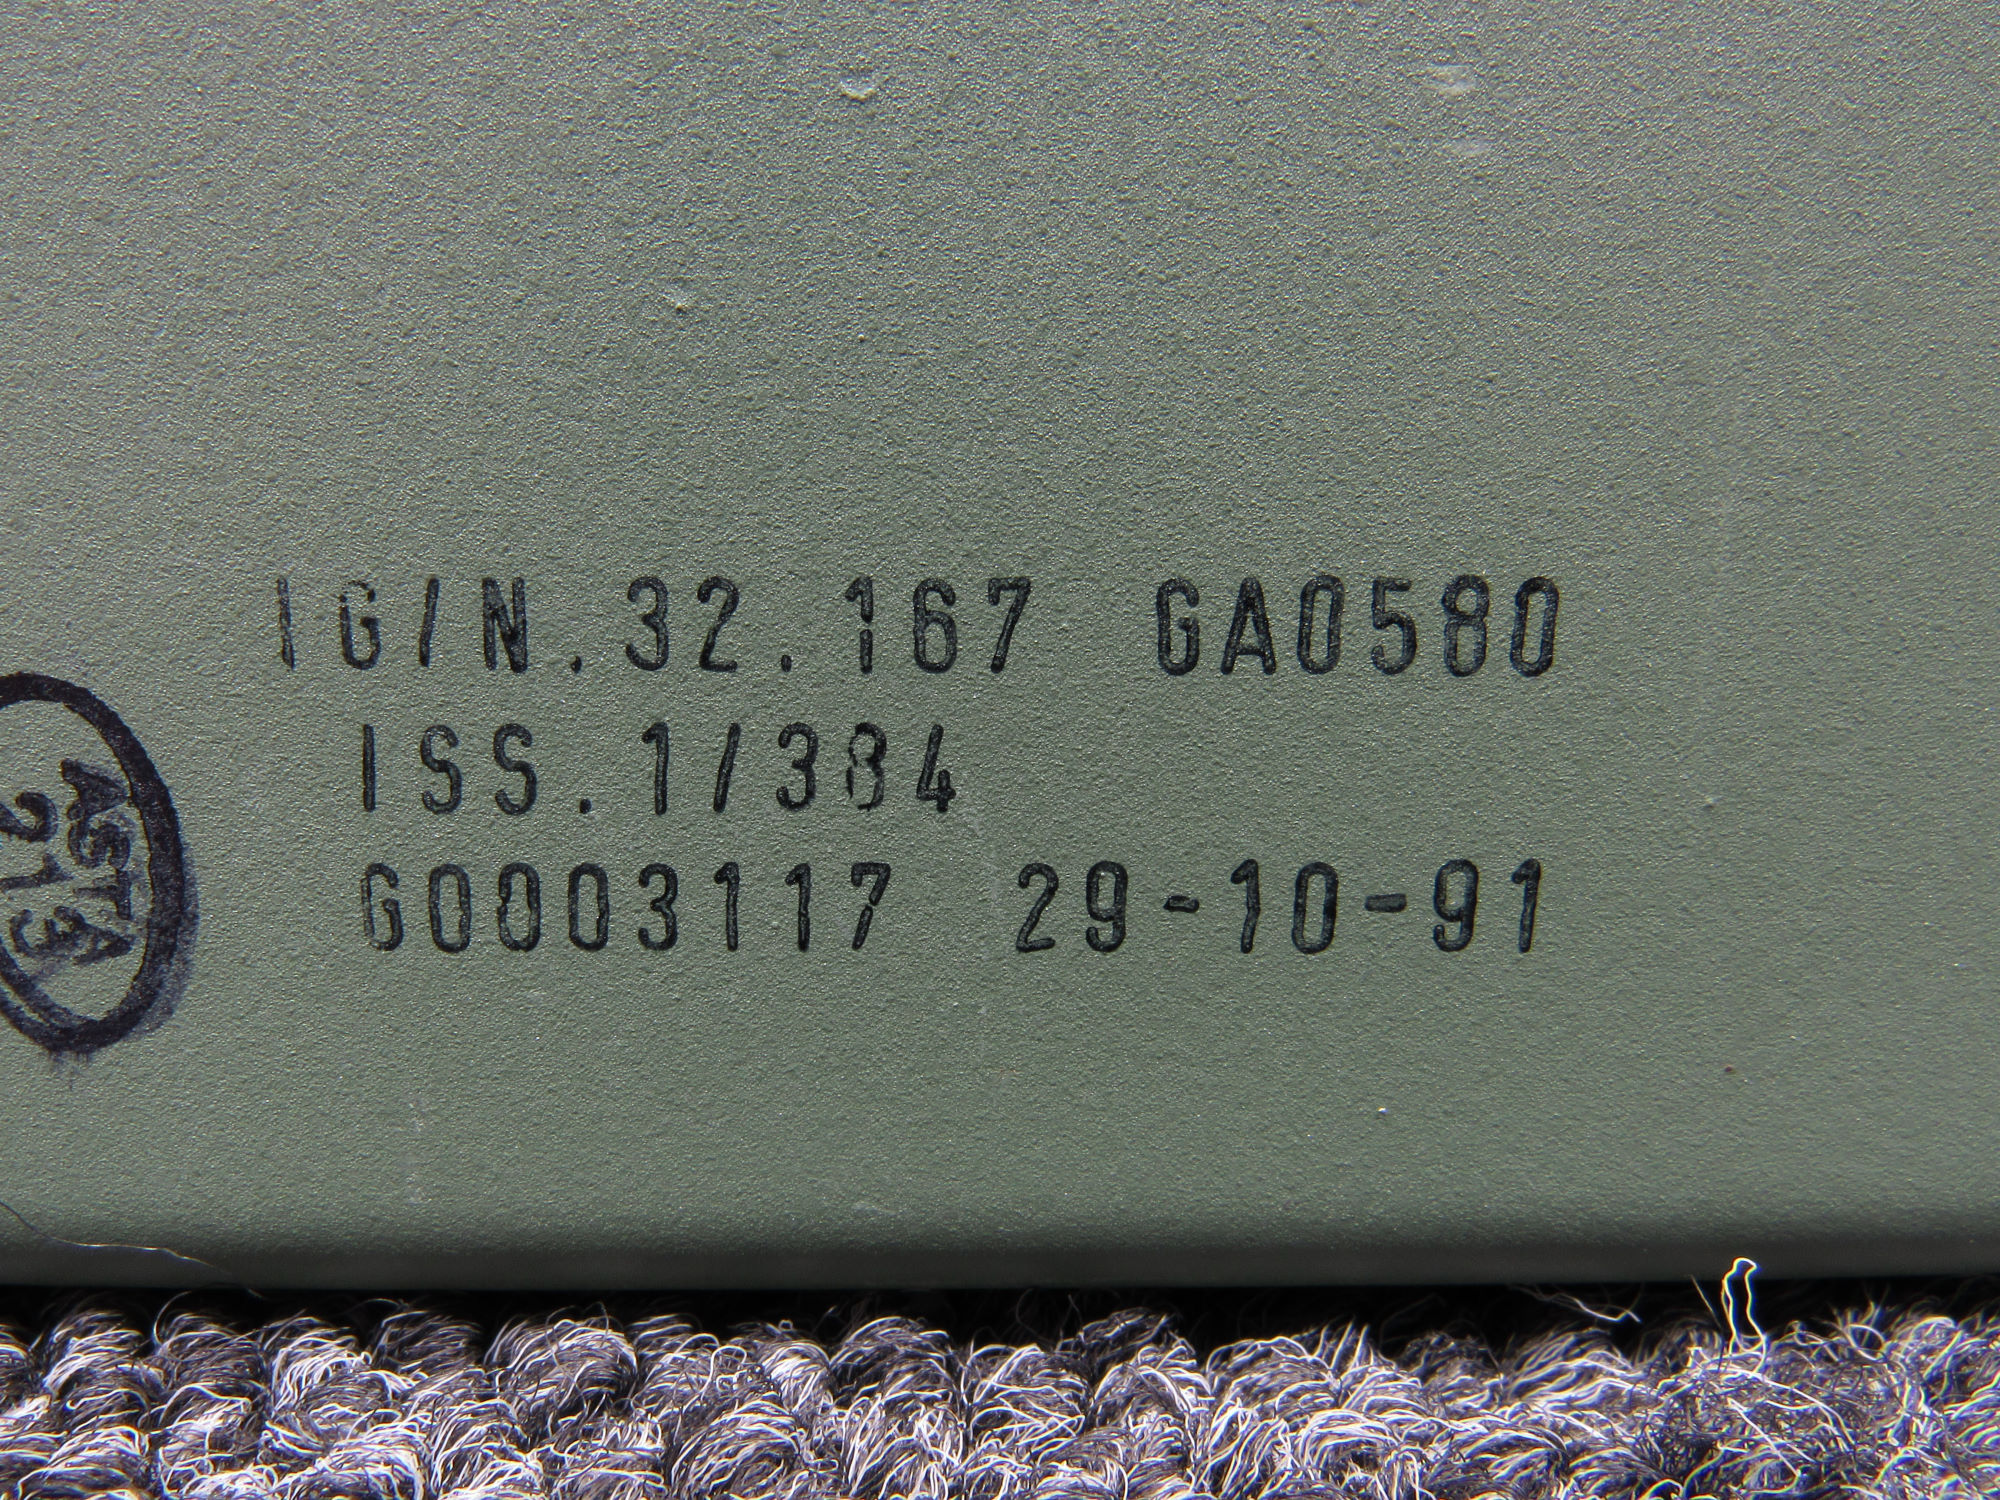 IG/N.32.167 GA0580
ISS.1/384
G0003117 29-10-91
ASTA
213